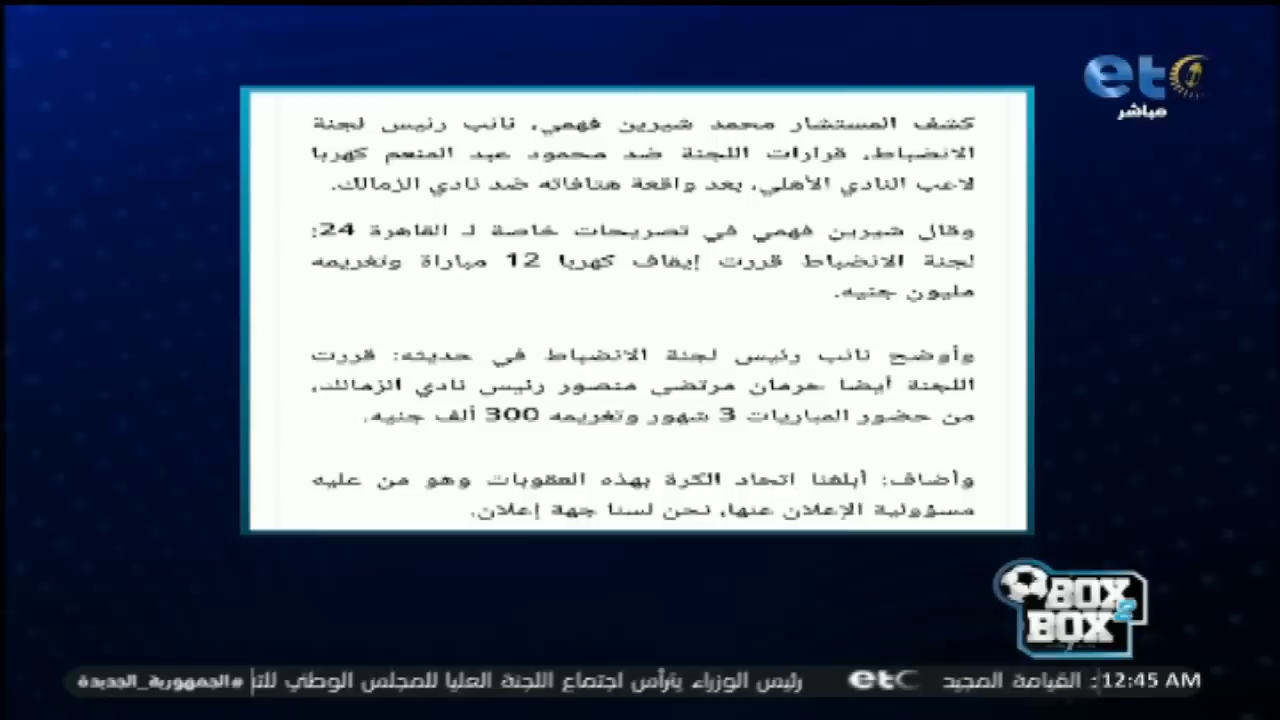 etc
مباشر
كشف المستشار محمد شيرين فهمي، نائب رئيس لجنة
الانضباط، قرارات اللجنة ضد محمود عبد المنعم كهربا
لاعب النادي الأهلي، بعد واقعة هتافاته ضد نادي الزمالك.
وقال شيرين فهمي في تصريحات خاصة لـ القاهرة 24:
لجنة الانضباط قررت إيقاف كهربا 12 مباراة وتغريمه
مليون جنيه.
وأوضح نائب رئيس لجنة الانضباط في حديثه: قررت
اللجنة أيضا حرمان مرتضى منصور رئيس نادي الزمالك،
من حضور المباريات 3 شهور وتغريمه 300 ألف جنيه.
وأضاف: أبلغنا اتحاد الكرة بهذه العقوبات وهو من عليه
مسؤولية الإعلان عنها، نحن لسنا جهة إعلان.
BOX 2
BOX
12:45 AM : القيامة المجيد etc رئيس الوزراء يترأس اجتماع اللجنة العليا للمجلس الوطني للتـ #الجمهورية_الجديدة